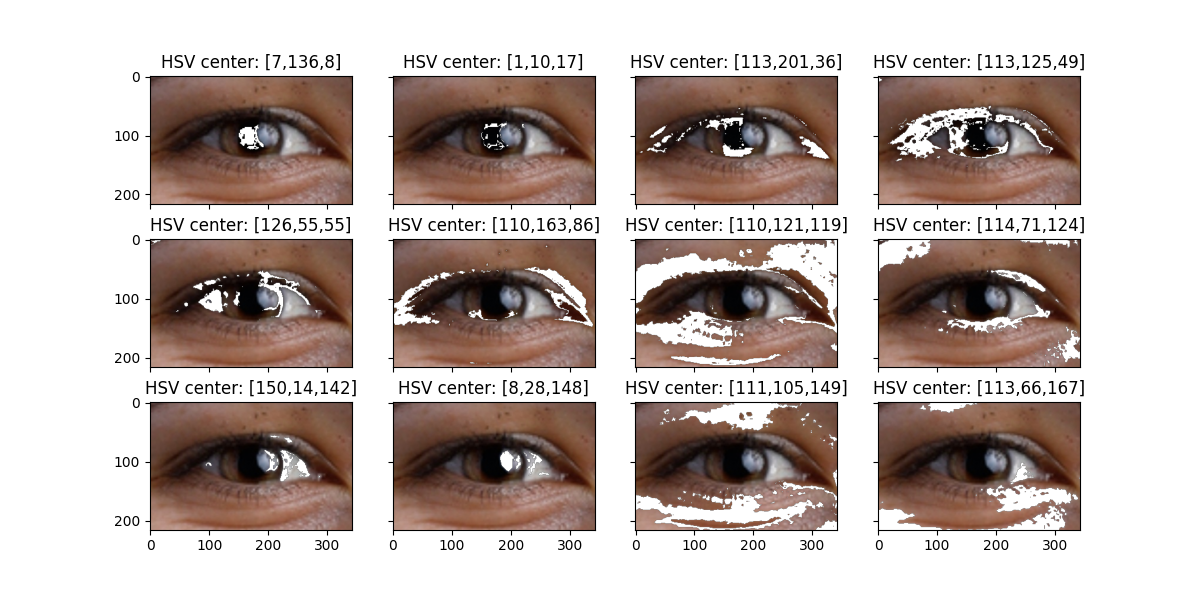 HSV center: [7,136,8]
HSV center: [1,10,17]
HSV center: [113,201,36]
HSV center: [113,125,49]
0
100
200
HSV center: [126,55,55]
HSV center: [110,163,86]
HSV center: [110,121,119]
HSV center: [114,71,124]
0
100
200
HSV center: [150,14,142]
HSV center: [8,28,148]
HSV center: [111,105,149]
HSV center: [113,66,167]
0
100
200
0 100 200 300
0 100 200 300
0 100 200 300
0 100 200 300